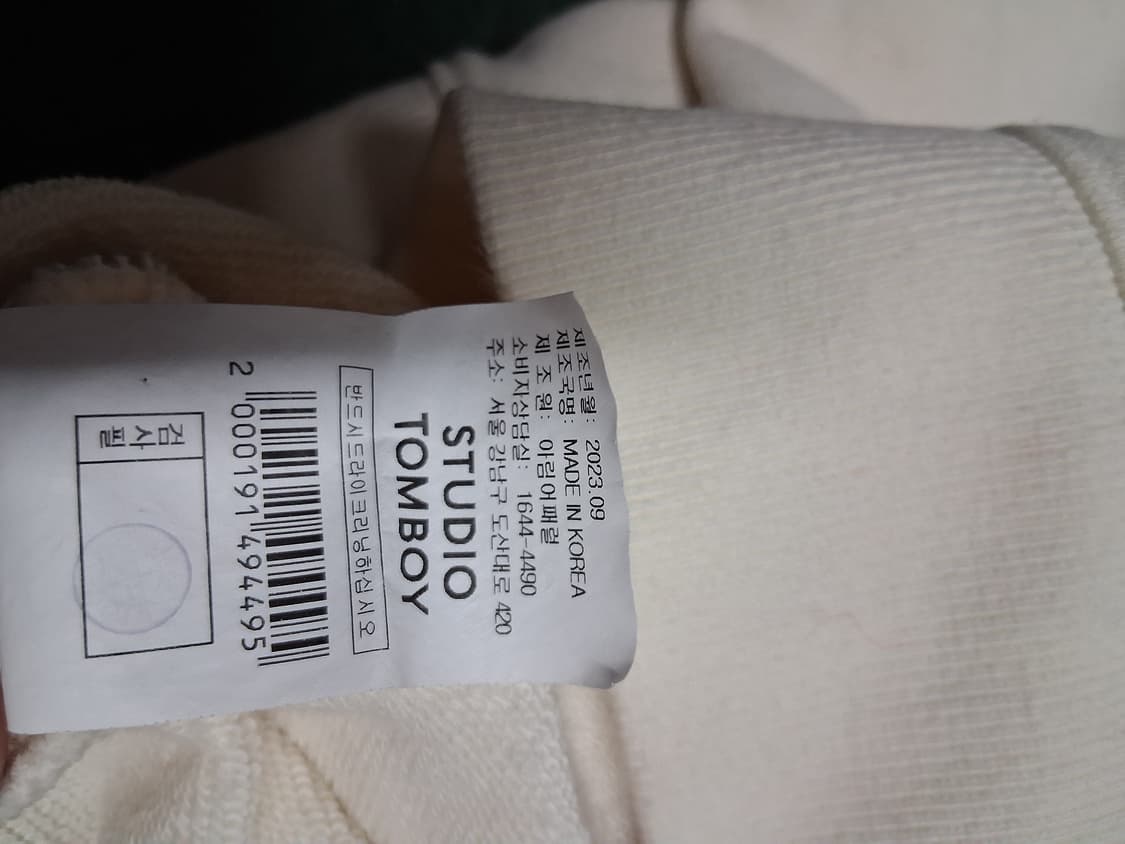 제조년월: 2023.09
제조국명: MADE IN KOREA
제 조 원: 아림어패럴
소비자상담실: 1644-4490
주소: 서울 강남구 도산대로 420
STUDIO
TOMBOY
반드시드라이크리닝하십시오
2 000191 494495
검사필